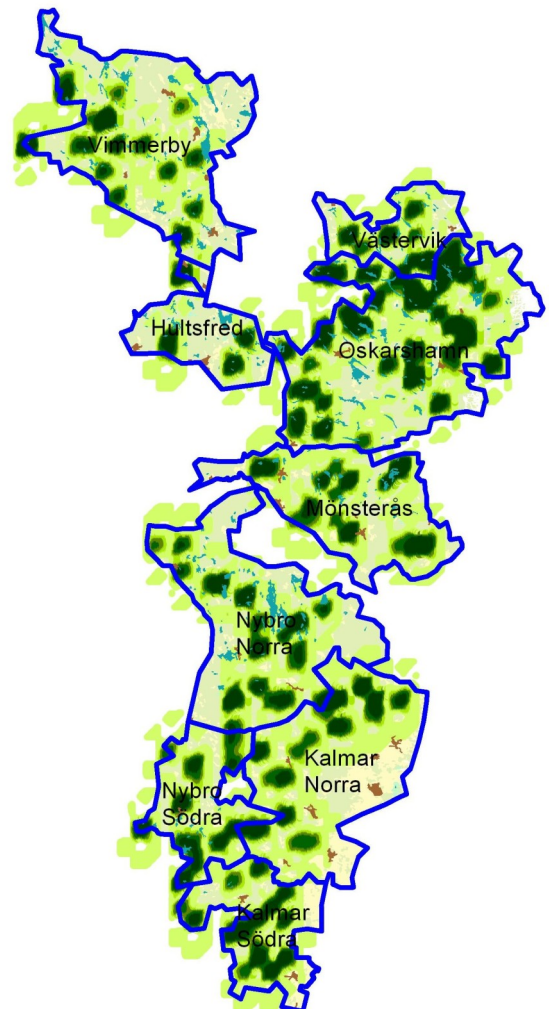 Vimmerby
Västervik
Hultsfred
Oskarshamn
Mönsterås
Nybro
Norra
Kalmar
Norra
Nybro
Södra
Kalmar
Södra